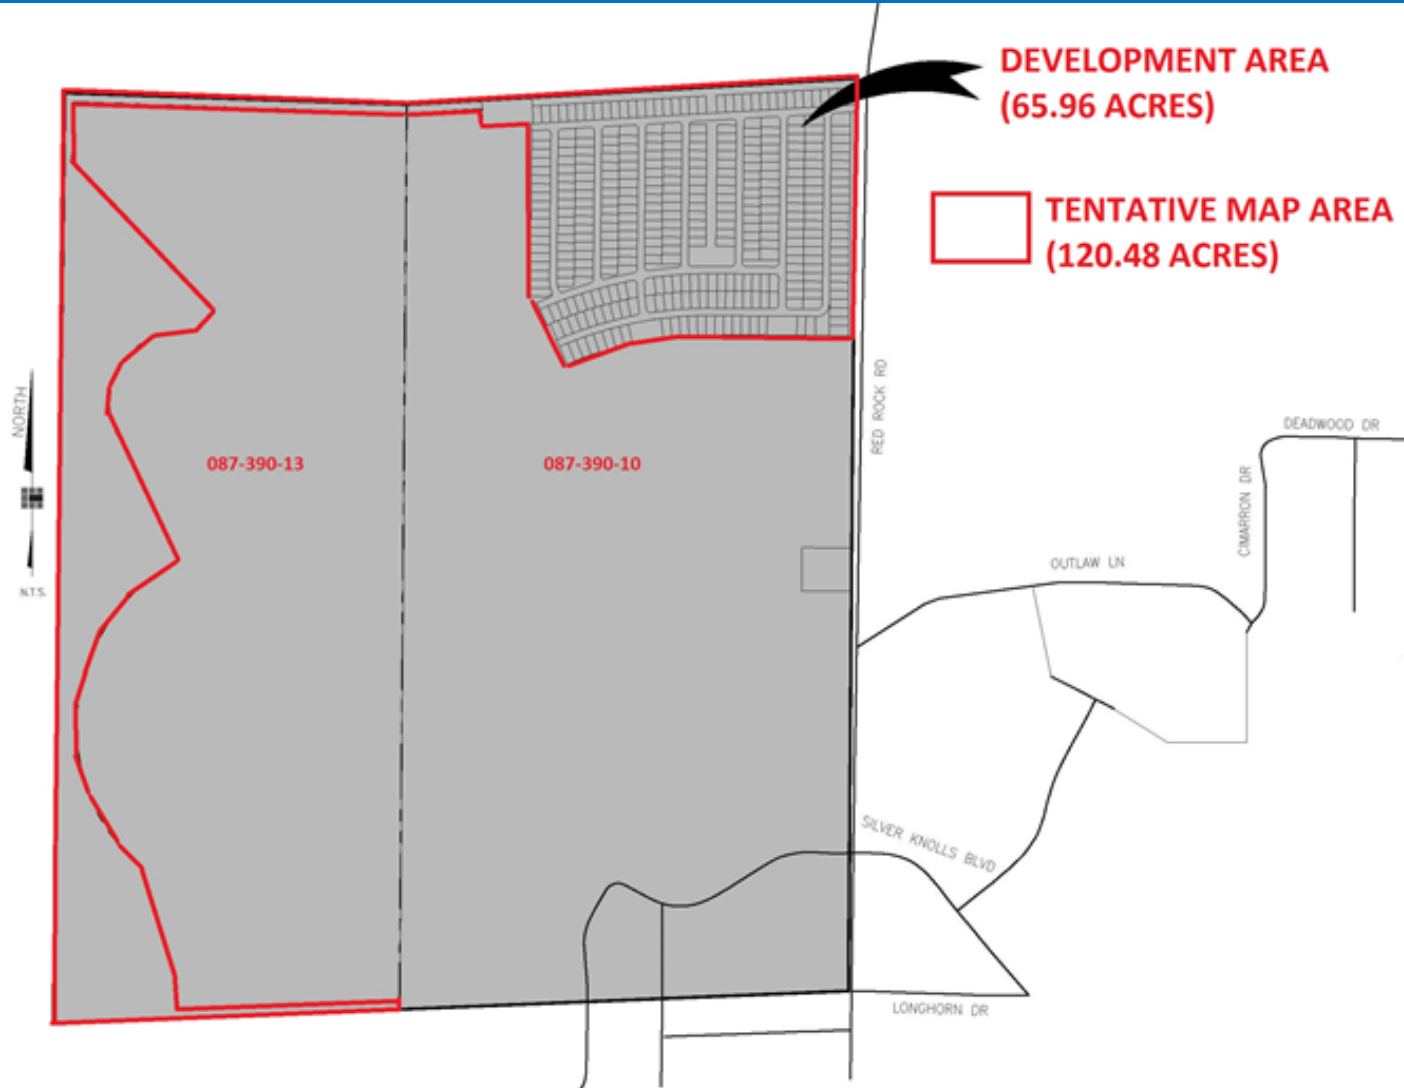 DEVELOPMENT AREA
(65.96 ACRES)
TENTATIVE MAP AREA
(120.48 ACRES)
NORTH
N.T.S.
087-390-13
087-390-10
RED ROCK RD
DEADWOOD DR
CIMARRON DR
OUTLAW LN
SILVER KNOLLS BLVD
LONGHORN DR